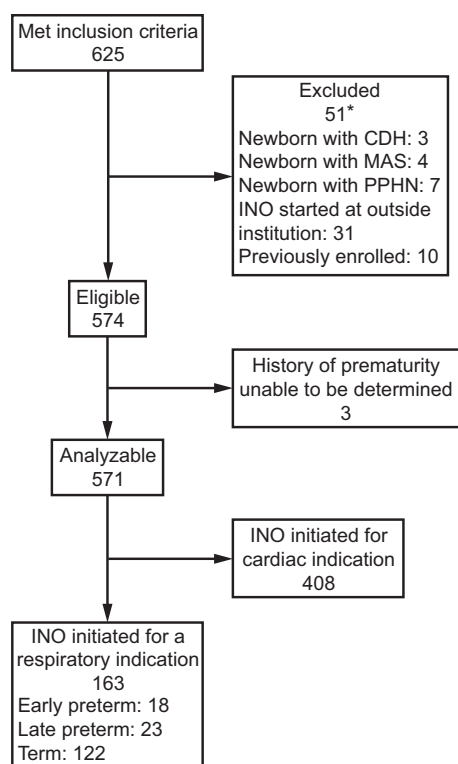 Met inclusion criteria
625
Excluded
51*
Newborn with CDH: 3
Newborn with MAS: 4
Newborn with PPHN: 7
INO started at outside
institution: 31
Previously enrolled: 10
Eligible
574
History of prematurity
unable to be determined
3
Analyzable
571
INO initiated for
cardiac indication
408
INO initiated for a
respiratory indication
163
Early preterm: 18
Late preterm: 23
Term: 122